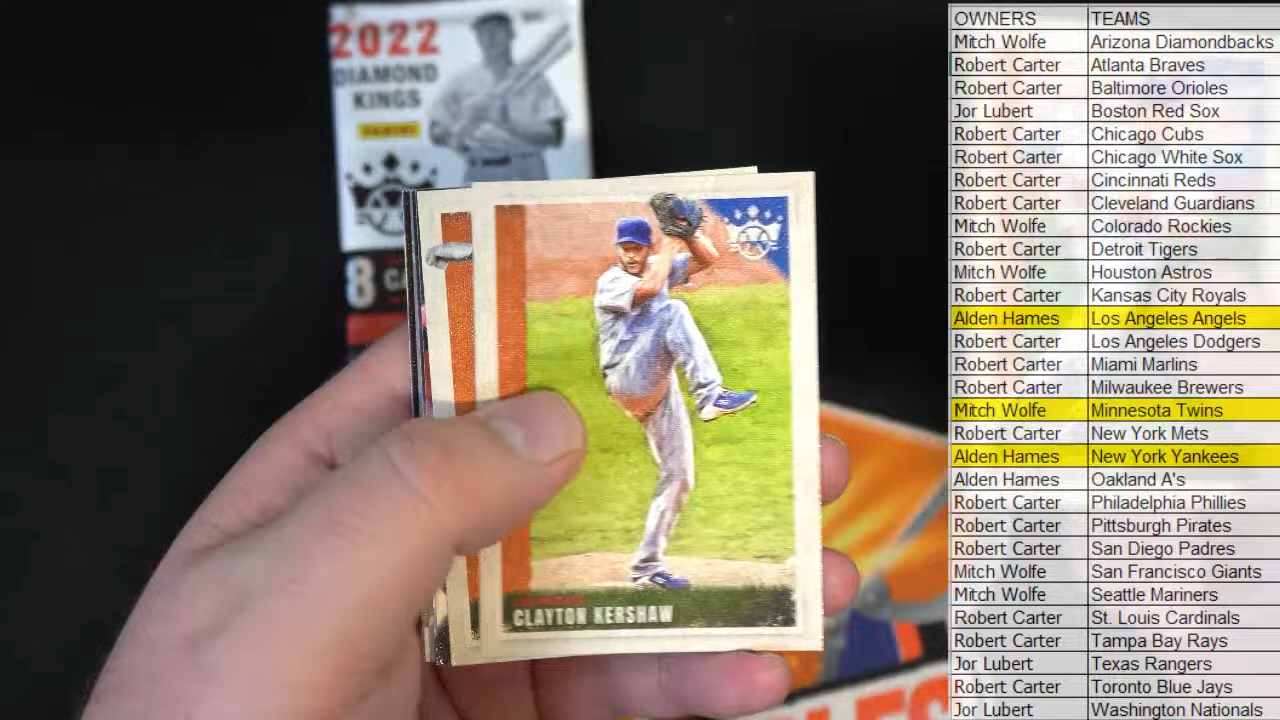 2022
DIAMOND
KINGS
PANINI
8
CLAYTON KERSHAW
OWNERS TEAMS
Mitch Wolfe Arizona Diamondbacks
Robert Carter Atlanta Braves
Robert Carter Baltimore Orioles
Jor Lubert Boston Red Sox
Robert Carter Chicago Cubs
Robert Carter Chicago White Sox
Robert Carter Cincinnati Reds
Robert Carter Cleveland Guardians
Mitch Wolfe Colorado Rockies
Robert Carter Detroit Tigers
Mitch Wolfe Houston Astros
Robert Carter Kansas City Royals
Alden Hames Los Angeles Angels
Robert Carter Los Angeles Dodgers
Robert Carter Miami Marlins
Robert Carter Milwaukee Brewers
Mitch Wolfe Minnesota Twins
Robert Carter New York Mets
Alden Hames New York Yankees
Alden Hames Oakland A's
Robert Carter Philadelphia Phillies
Robert Carter Pittsburgh Pirates
Robert Carter San Diego Padres
Mitch Wolfe San Francisco Giants
Mitch Wolfe Seattle Mariners
Robert Carter St. Louis Cardinals
Robert Carter Tampa Bay Rays
Jor Lubert Texas Rangers
Robert Carter Toronto Blue Jays
Jor Lubert Washington Nationals